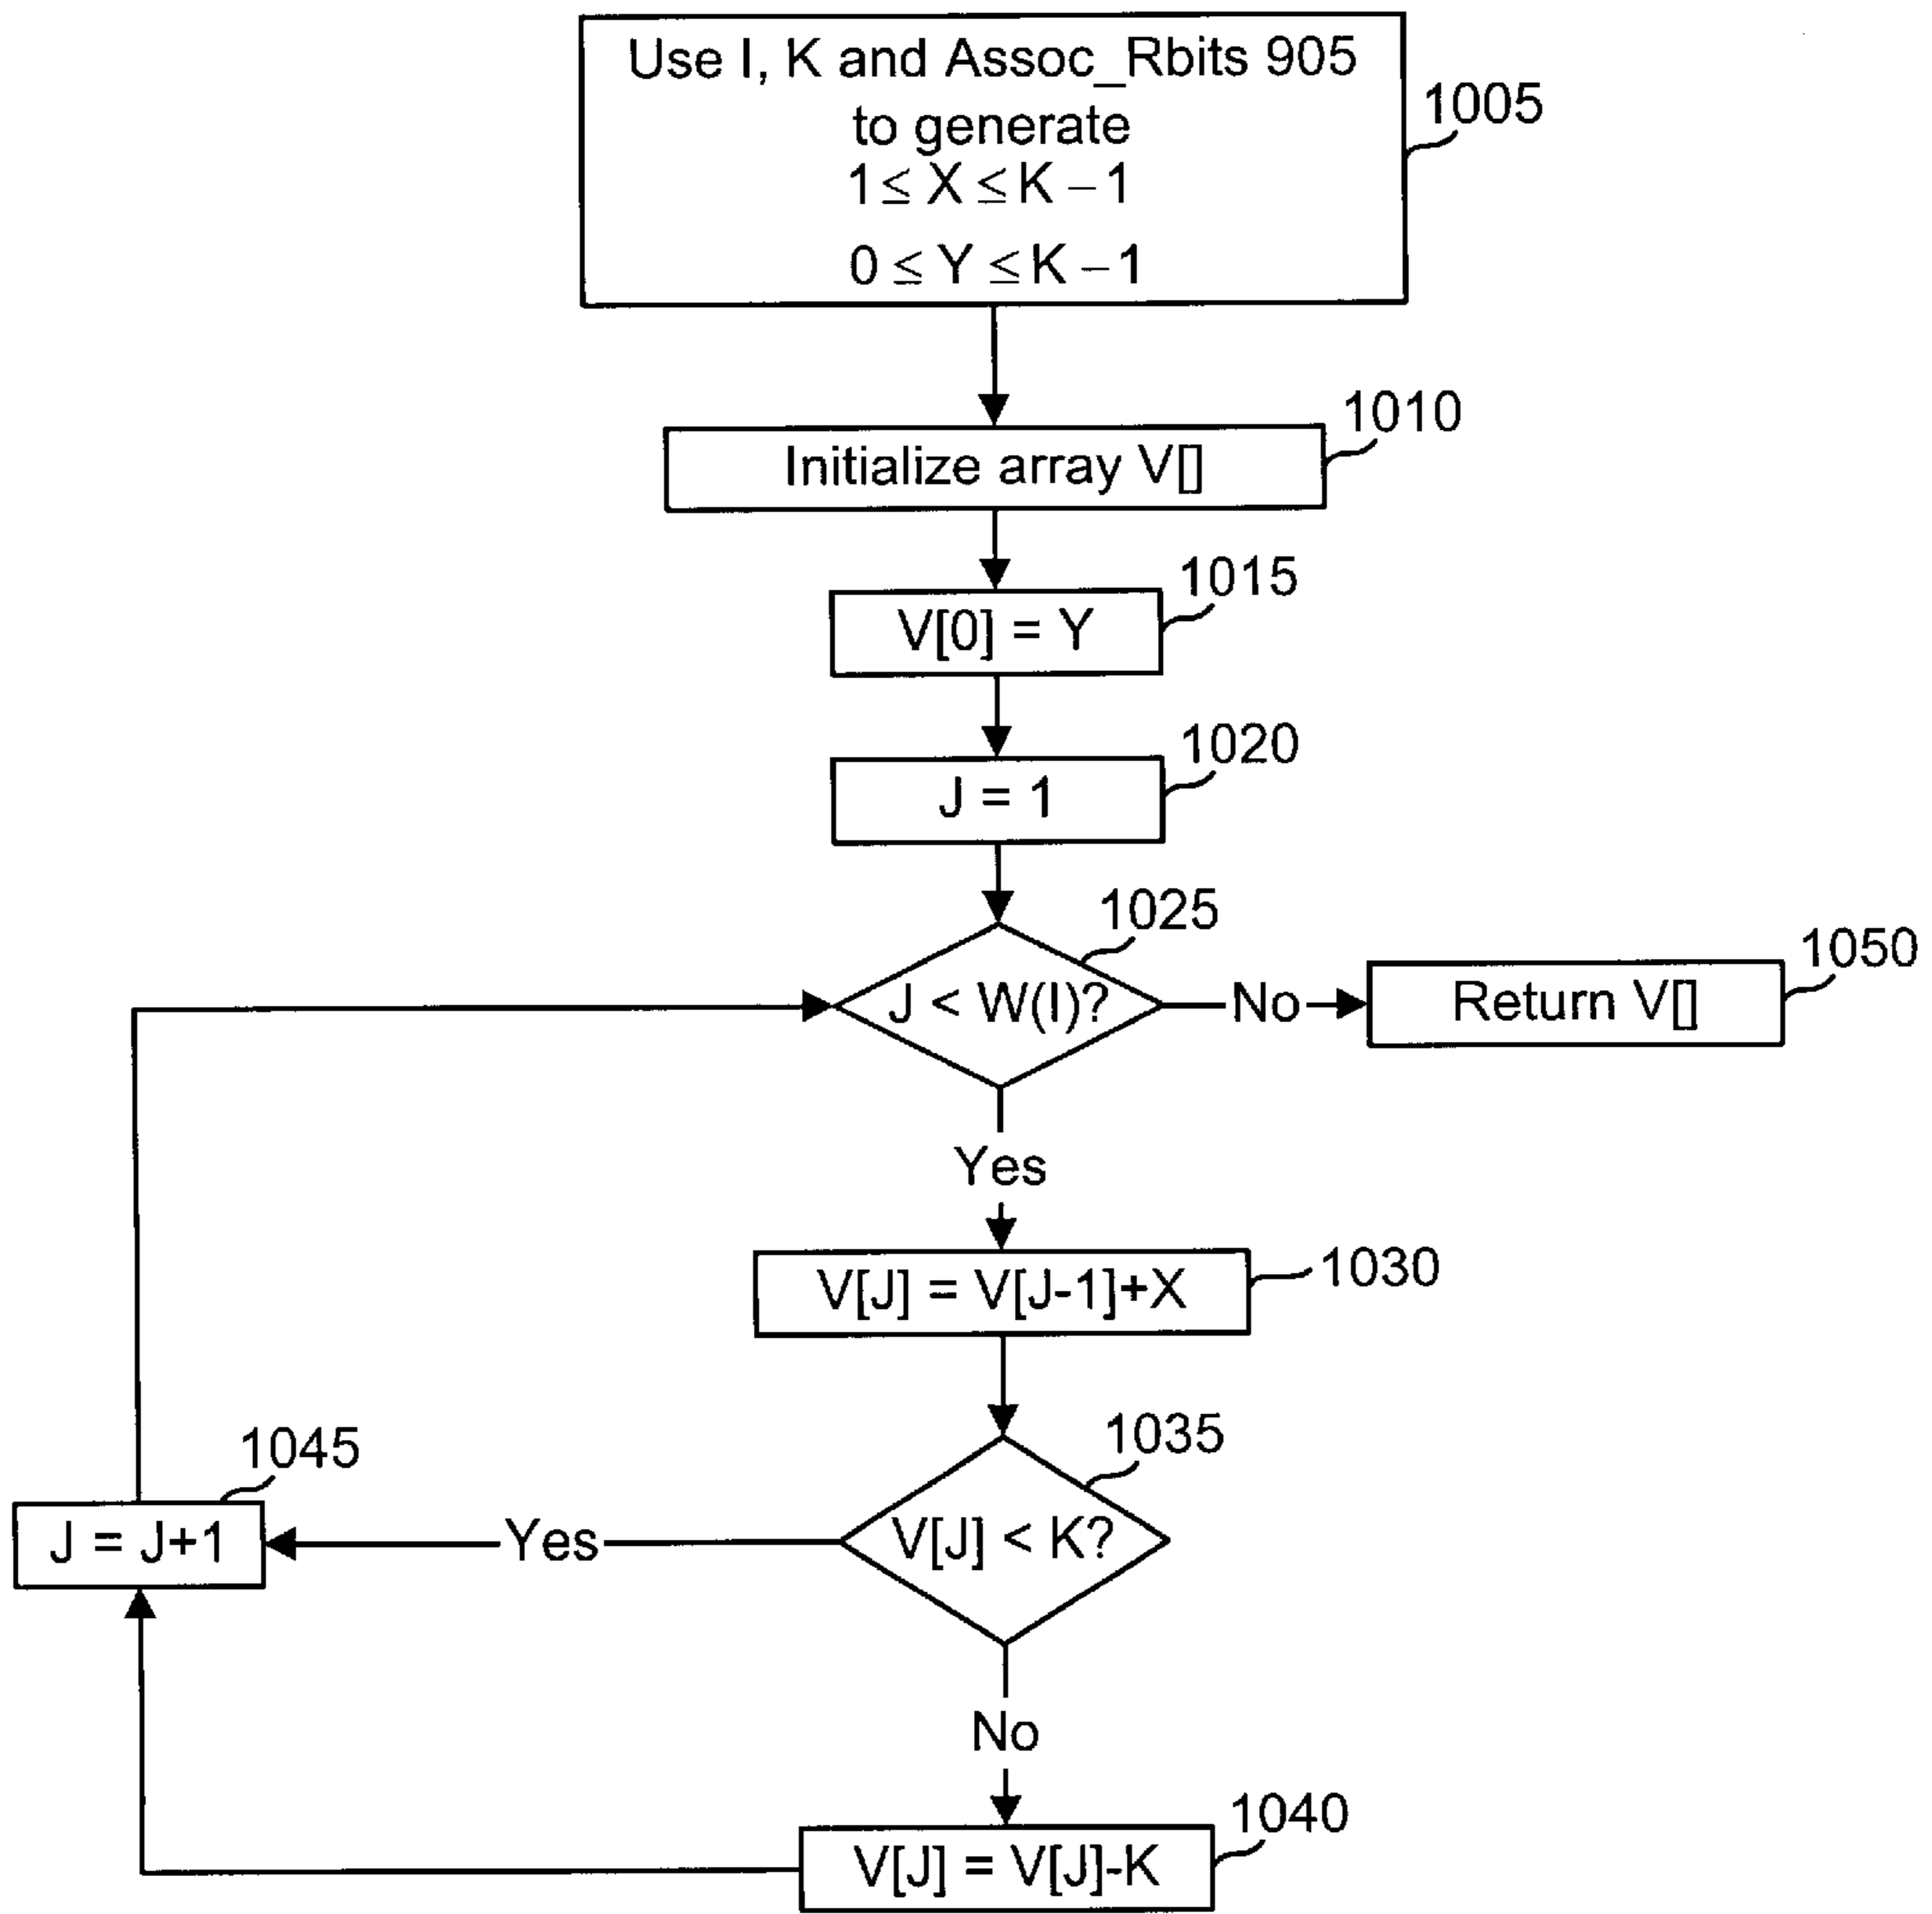 Use I, K and Assoc_Rbits 905
to generate
1 ≤ X ≤ K – 1
0 ≤ Y ≤ K – 1
1005
Initialize array V[]
1010
V[0] = Y
1015
J = 1
1020
J < W(I)?
1025
No
Return V[]
1050
Yes
V[J] = V[J-1]+X
1030
V[J] < K?
1035
Yes
J = J+1
1045
No
V[J] = V[J]-K
1040